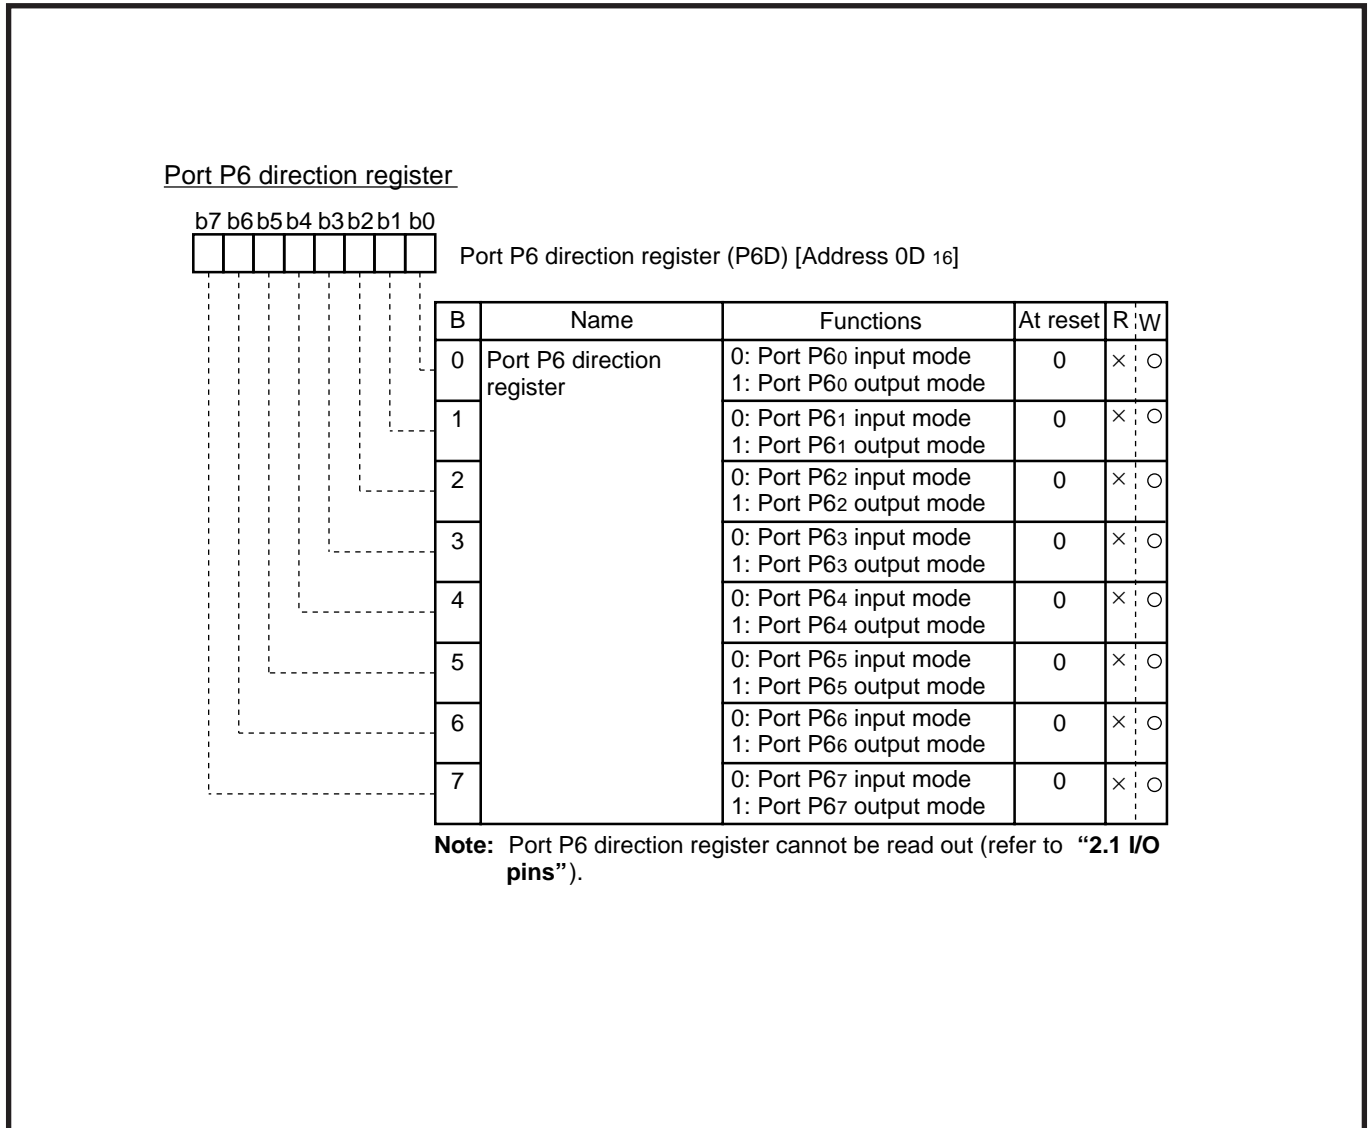 Port P6 direction register
b7 b6 b5 b4 b3 b2 b1 b0
Port P6 direction register (P6D) [Address 0D 16]
B Name Functions At reset R W
0 Port P6 direction register 0: Port P60 input mode 0 × ○
1: Port P60 output mode
1 0: Port P61 input mode 0 × ○
1: Port P61 output mode
2 0: Port P62 input mode 0 × ○
1: Port P62 output mode
3 0: Port P63 input mode 0 × ○
1: Port P63 output mode
4 0: Port P64 input mode 0 × ○
1: Port P64 output mode
5 0: Port P65 input mode 0 × ○
1: Port P65 output mode
6 0: Port P66 input mode 0 × ○
1: Port P66 output mode
7 0: Port P67 input mode 0 × ○
1: Port P67 output mode
Note: Port P6 direction register cannot be read out (refer to “2.1 I/O
pins”).